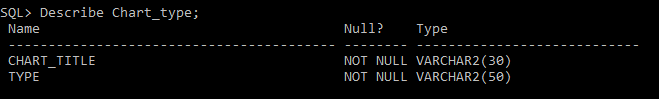 SQL> Describe Chart_type;
Name Null? Type
----------------------------------------- -------- ----------------------------
CHART_TITLE NOT NULL VARCHAR2(30)
TYPE NOT NULL VARCHAR2(50)